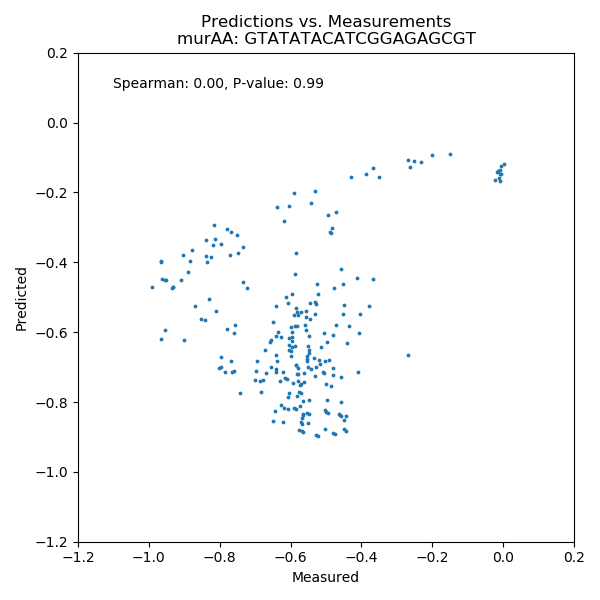 Predictions vs. Measurements
murAA: GTATATACATCGGAGAGCGT
Spearman: 0.00, P-value: 0.99
0.2
0.0
−0.2
−0.4
−0.6
−0.8
−1.0
−1.2
Predicted
−1.2 −1.0 −0.8 −0.6 −0.4 −0.2 0.0 0.2
Measured